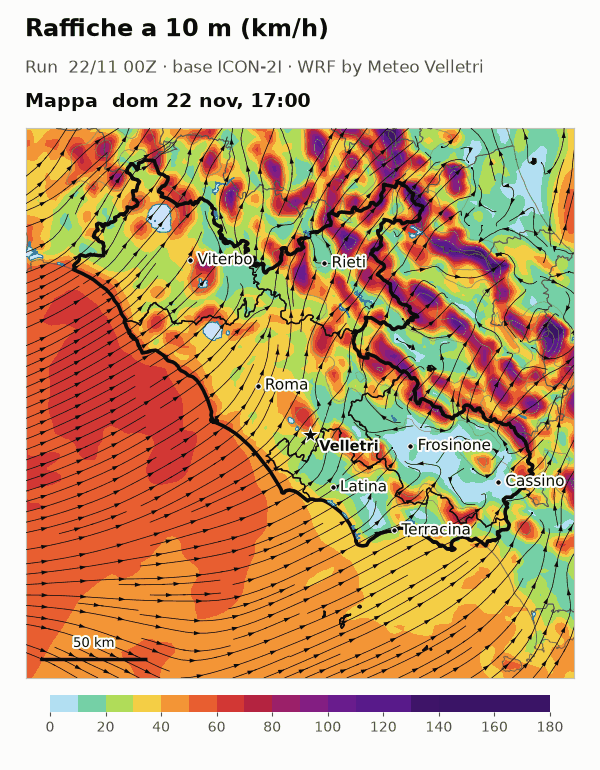 Raffiche a 10 m (km/h)
Run 22/11 00Z · base ICON-2I · WRF by Meteo Velletri
Mappa dom 22 nov, 17:00
Viterbo
Rieti
Roma
Velletri
Frosinone
Latina
Cassino
Terracina
50 km
0 20 40 60 80 100 120 140 160 180